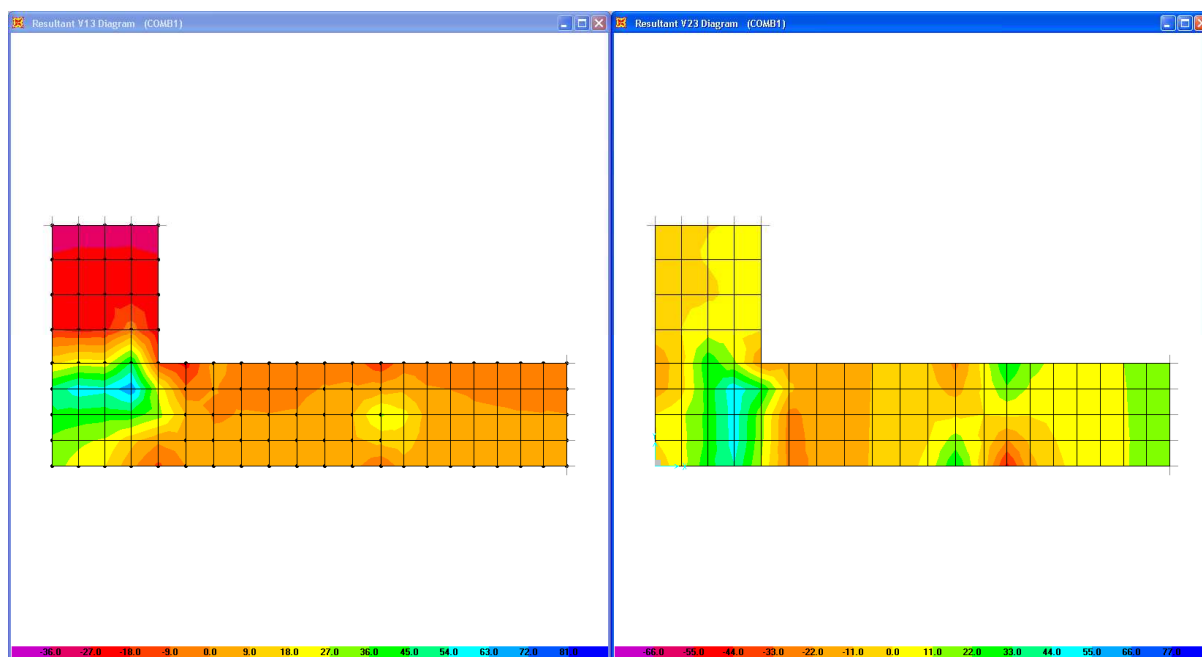 Resultant V13 Diagram (COMB1)
-36.0 -27.0 -18.0 -9.0 0.0 9.0 18.0 27.0 36.0 45.0 54.0 63.0 72.0 81.0
Resultant V23 Diagram (COMB1)
X
-66.0 -55.0 -44.0 -33.0 -22.0 -11.0 0.0 11.0 22.0 33.0 44.0 55.0 66.0 77.0